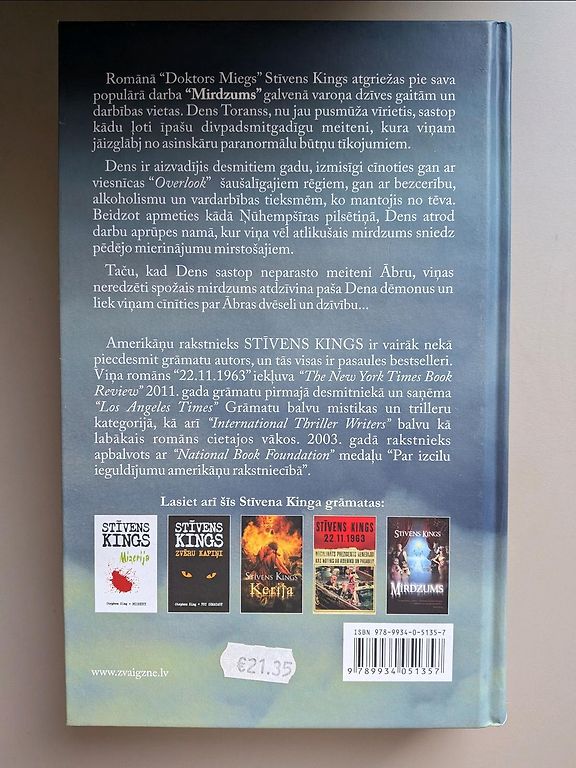 Romānā “Doktors Miegs” Stīvens Kings atgriežas pie sava
populārā darba “Mirdzums” galvenā varoņa dzīves gaitām un
darbības vietas. Dens Toranss, nu jau pusmūža vīrietis, sastop
kādu ļoti īpašu divpadsmitgadīgu meiteni, kura viņam
jāizglābj no asinskāru paranormālu būtņu tīkojumiem.
Dens ir aizvadījis desmitiem gadu, izmisīgi cīnoties gan ar
viesnīcas “Overlook” šaušalīgajiem rēgiem, gan ar bezcerību,
alkoholismu un vardarbības tieksmēm, ko mantojis no tēva.
Beidzot apmeties kādā Ņūhempšīras pilsētiņā, Dens atrod
darbu aprūpes namā, kur viņa vēl atlikušais mirdzums sniedz
pēdējo mierinājumu mirstošajiem.
Taču, kad Dens sastop neparasto meiteni Ābru, viņas
neredzēti spožais mirdzums atdzīvina paša Dena dēmonus un
liek viņam cīnīties par Ābras dvēseli un dzīvību...
Amerikāņu rakstnieks STĪVENS KINGS ir vairāk nekā
piecdesmit grāmatu autors, un tās visas ir pasaules bestselleri.
Viņa romāns “22.11.1963” iekļuva “The New York Times Book
Review” 2011. gada grāmatu pirmajā desmitniekā un saņēma
“Los Angeles Times” Grāmatu balvu mistikas un trilleru
kategorijā, kā arī “International Thriller Writers” balvu kā
labākais romāns cietajos vākos. 2003. gadā rakstnieks
apbalvots ar “National Book Foundation” medaļu “Par izcilu
ieguldījumu amerikāņu rakstniecībā”.
Lasiet arī šīs Stīvena Kinga grāmatas:
STĪVENS
KINGS
Mizerija
Stephen King • MISERY
STĪVENS
KINGS
ZVĒRU KAPIŅI
Stephen King • PET SEMATARY
STĪVENS KINGS
Kerija
STĪVENS KINGS
22.11.1963
STĪVENS KINGS
MIRDZUMS
ISBN 978-9934-0-5135-7
9 789934 051357
€21.35
www.zvaigzne.lv